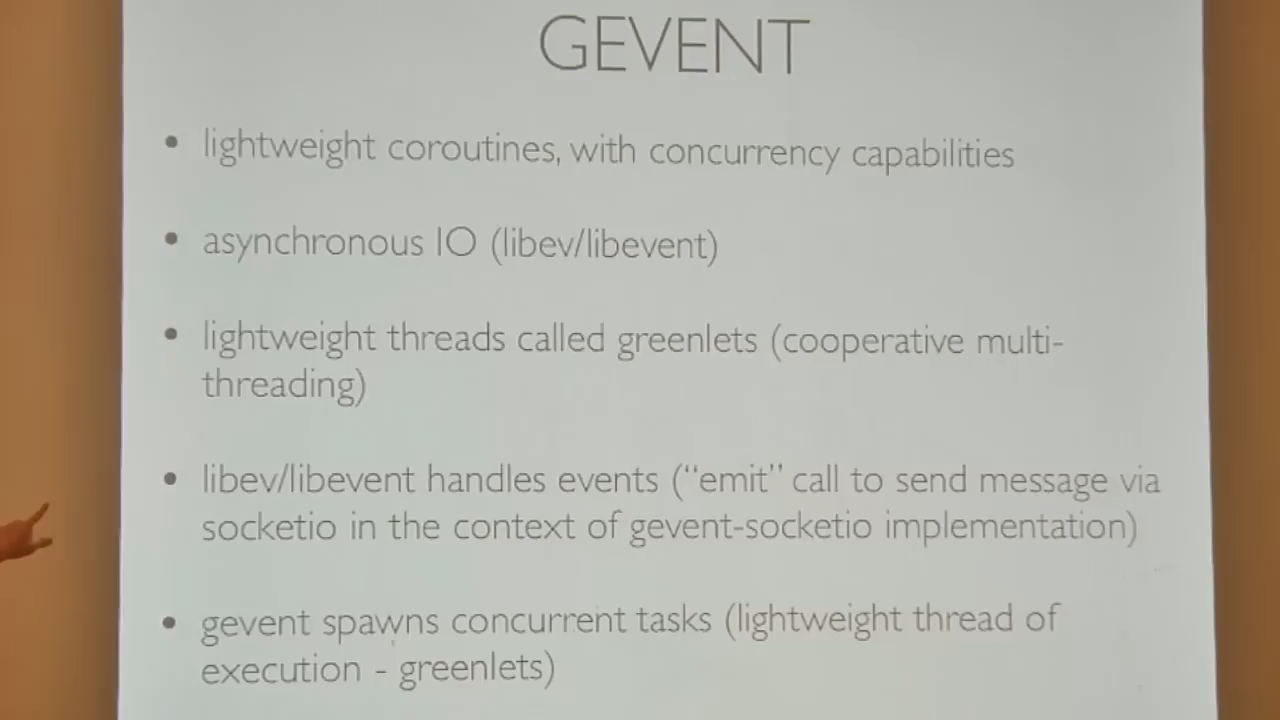 GEVENT
• lightweight coroutines, with concurrency capabilities
• asynchronous IO (libev/libevent)
• lightweight threads called greenlets (cooperative multi-
threading)
• libev/libevent handles events (“emit” call to send message via
socketio in the context of gevent-socketio implementation)
• gevent spawns concurrent tasks (lightweight thread of
execution - greenlets)